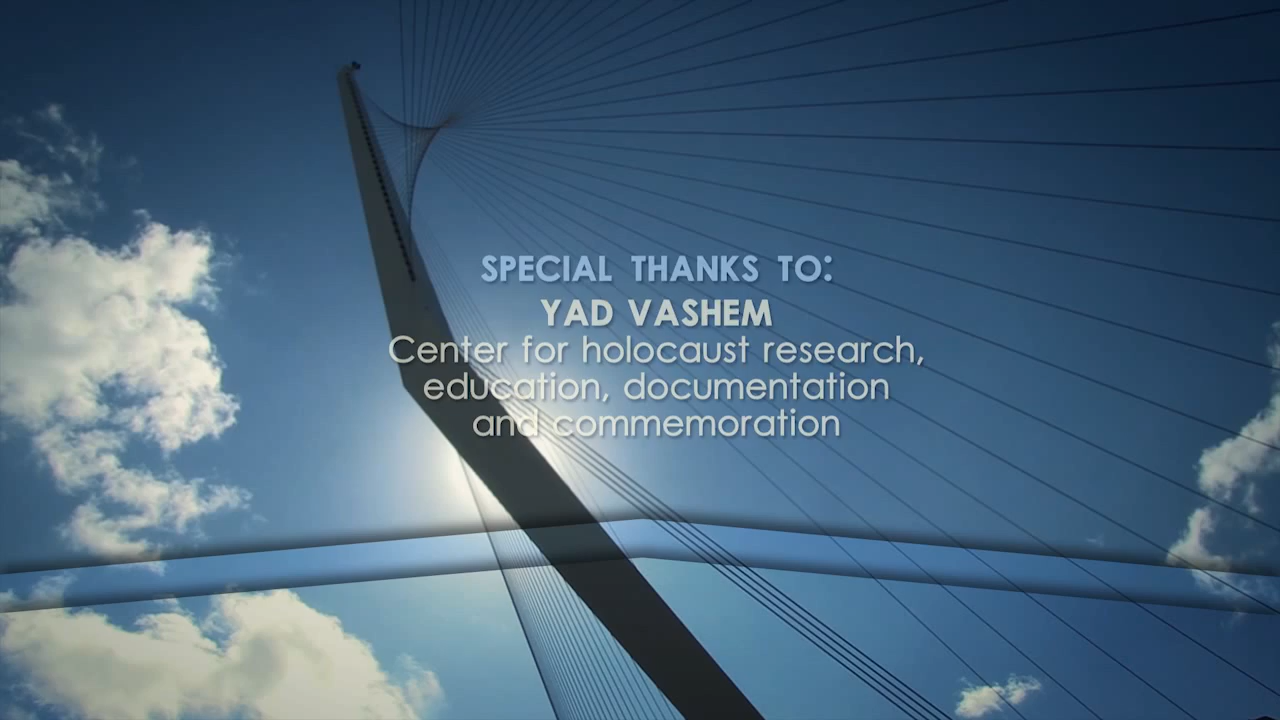 SPECIAL THANKS TO:
YAD VASHEM
Center for holocaust research,
education, documentation
and commemoration